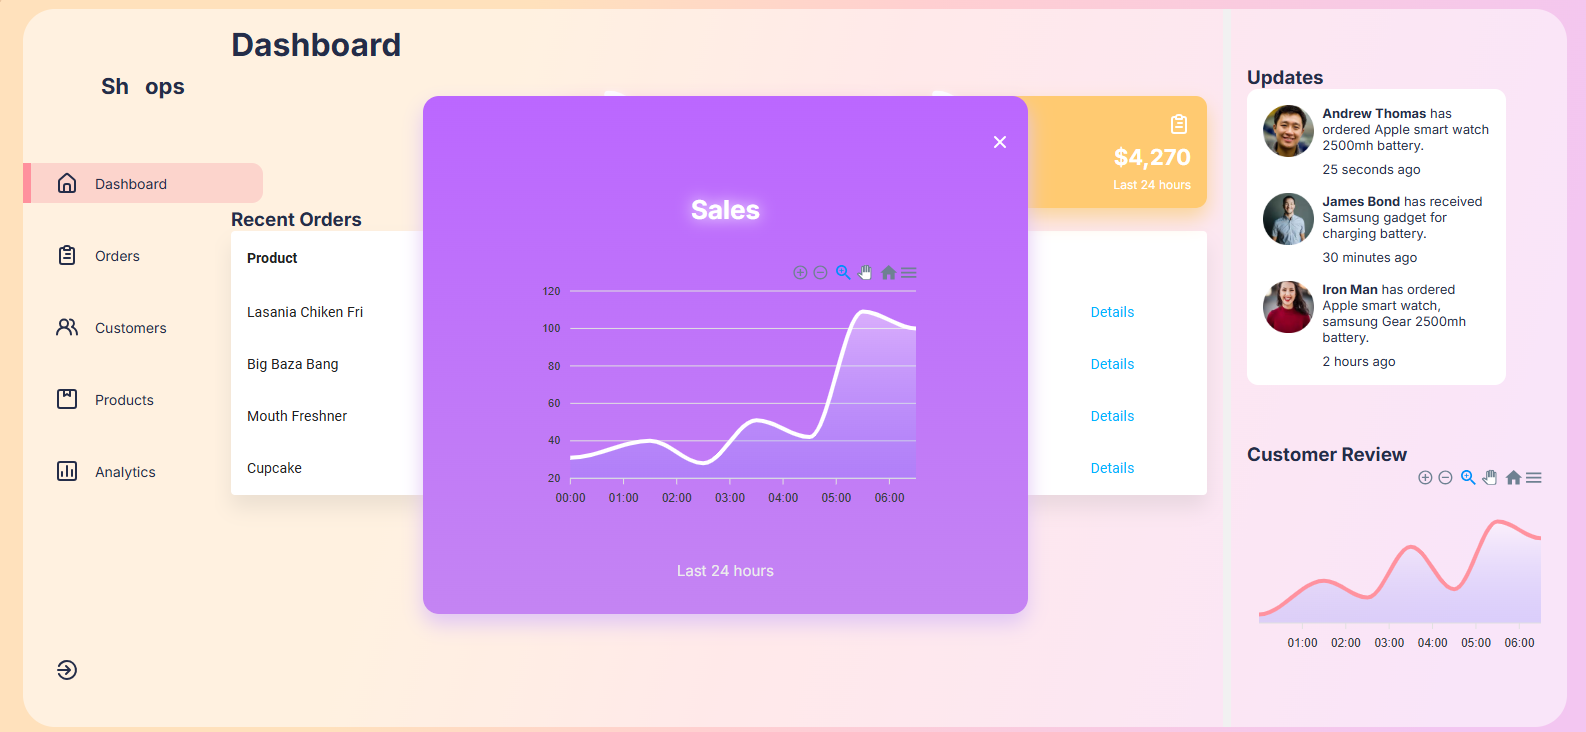 Dashboard
Sh ops
Dashboard
Orders
Customers
Products
Analytics
Recent Orders
Product
Lasania Chiken Fri
Details
Big Baza Bang
Details
Mouth Freshner
Details
Cupcake
Details
$4,270
Last 24 hours
Sales
120
100
80
60
40
20
00:00 01:00 02:00 03:00 04:00 05:00 06:00
Last 24 hours
Updates
Andrew Thomas has
ordered Apple smart watch
2500mh battery.
25 seconds ago
James Bond has received
Samsung gadget for
charging battery.
30 minutes ago
Iron Man has ordered
Apple smart watch,
samsung Gear 2500mh
battery.
2 hours ago
Customer Review
01:00 02:00 03:00 04:00 05:00 06:00